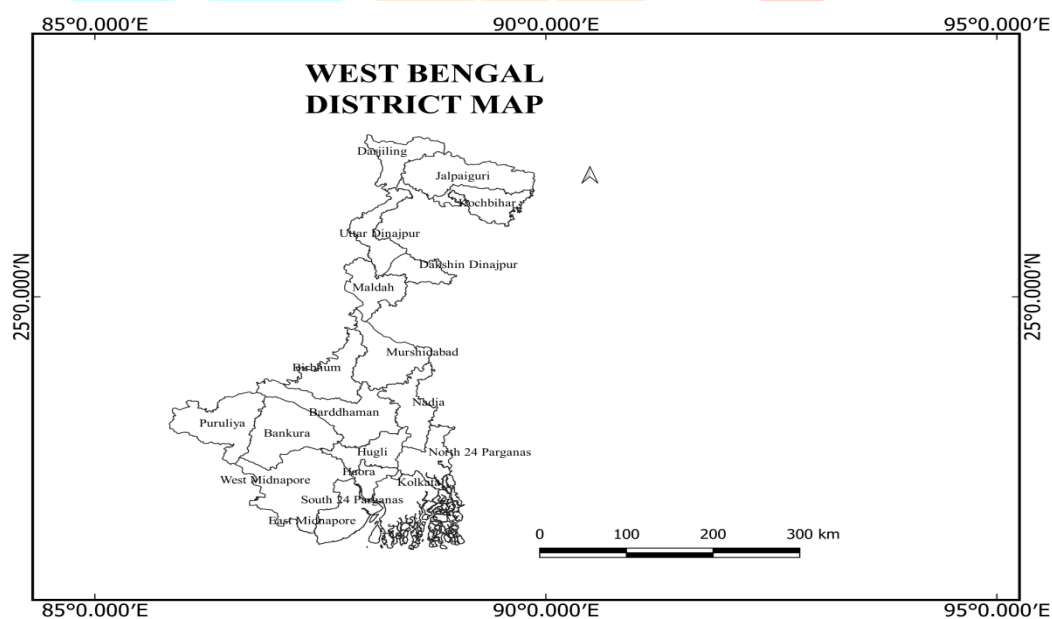 85°0.000′E 90°0.000′E 95°0.000′E
WEST BENGAL
DISTRICT MAP
Darjiling
Jalpaiguri
Kochbihar
Uttar Dinajpur
Dakshin Dinajpur
Maldah
25°0.000′N 25°0.000′N
Murshidabad
Birbhum
Nadja
Barddhaman
Puruliya
Bankura
Hugli
North 24 Parganas
Haora
West Midnapore
Kolkata
South 24 Parganas
East Midnapore
0 100 200 300 km
85°0.000′E 90°0.000′E 95°0.000′E